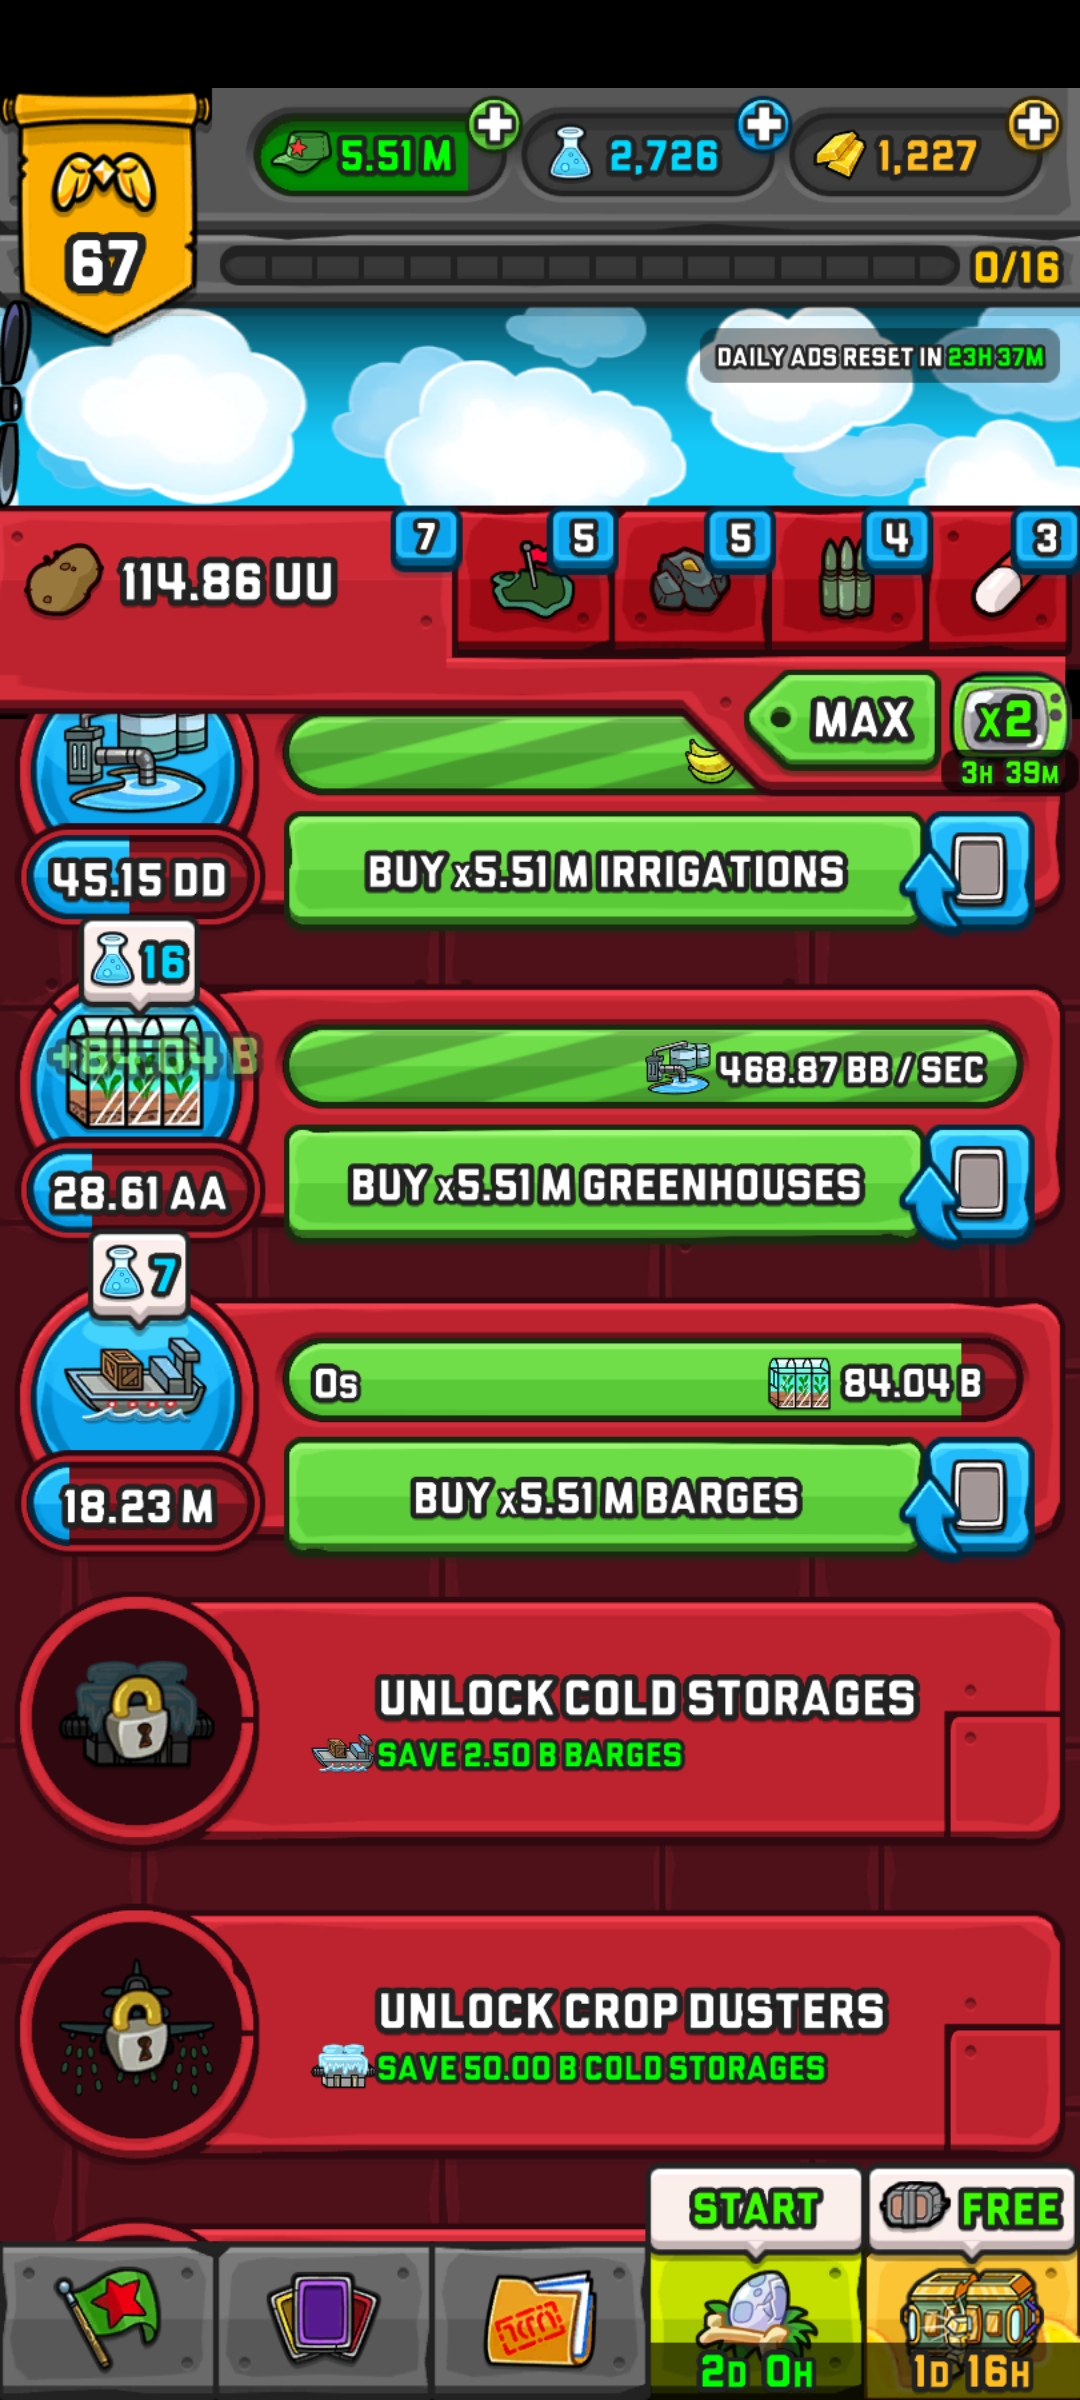 5.51 M
2,726
1,227
67
0/16
DAILY ADS RESET IN 23H 37M
114.86 UU
7
5
5
4
3
MAX
x2
3H 39M
45.15 DD
BUY x5.51 M IRRIGATIONS
16
+84.04 B
468.87 BB / SEC
28.61 AA
BUY x5.51 M GREENHOUSES
7
0s
84.04 B
18.23 M
BUY x5.51 M BARGES
UNLOCK COLD STORAGES
SAVE 2.50 B BARGES
UNLOCK CROP DUSTERS
SAVE 50.00 B COLD STORAGES
START
FREE
2D 0H
1D 16H